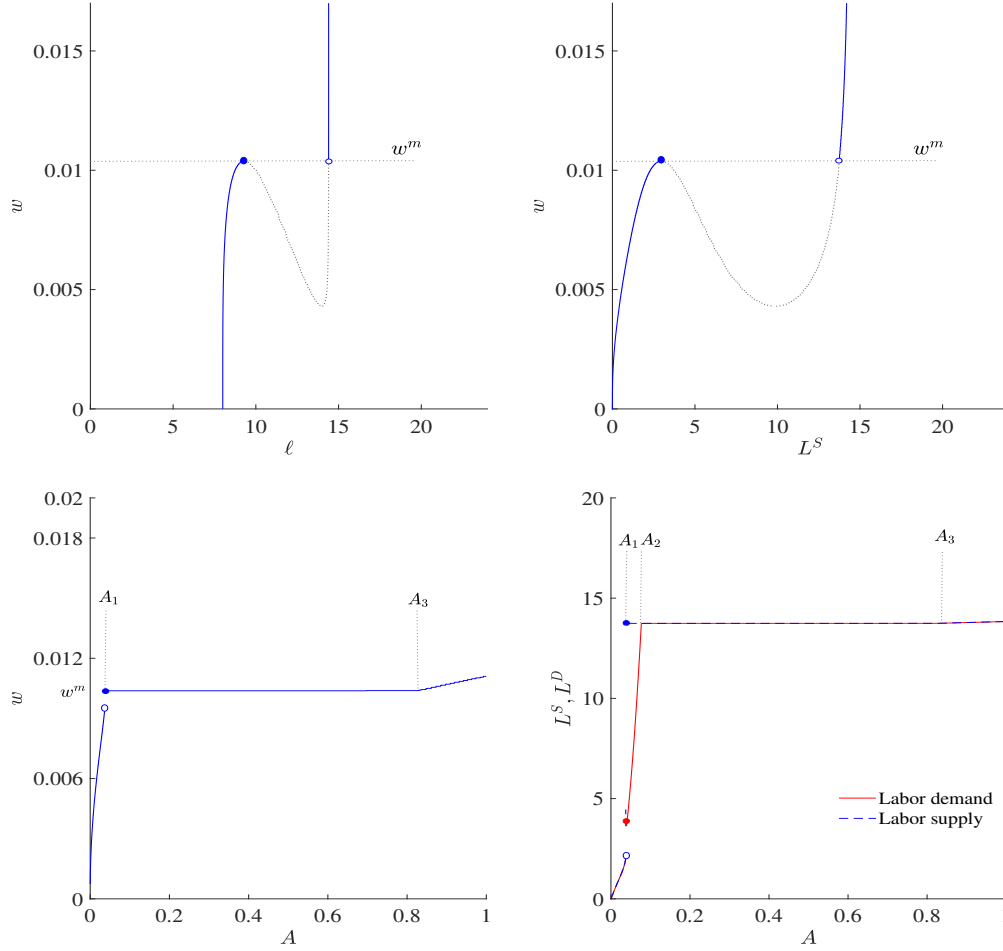 0.015
0.01
0.005
0
w
w^m
0 5 10 15 20
ℓ
0.015
0.01
0.005
0
w
w^m
0 5 10 15 20
L^S
0.02
0.018
0.012
w^m
0.006
0
w
A_1
A_3
0 0.2 0.4 0.6 0.8 1
A
20
15
10
5
0
L^S, L^D
A_1 A_2
A_3
Labor demand
Labor supply
0 0.2 0.4 0.6 0.8
A